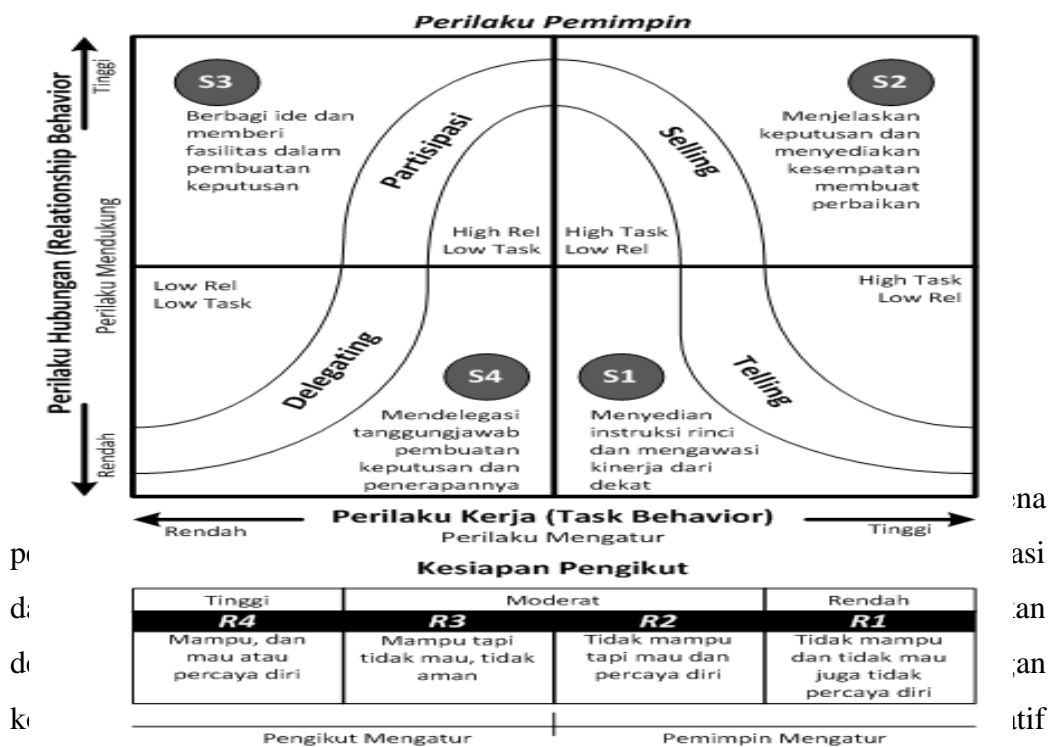 Perilaku Pemimpin
Perilaku Hubungan (Relationship Behavior
Perilaku Mendukung
Tinggi
Rendah
S3
Berbagi ide dan
memberi
fasilitas dalam
pembuatan
keputusan
Partisipasi
High Rel
Low Task
S2
Menjelaskan
keputusan dan
menyediakan
kesempatan
membuat
perbaikan
Selling
High Task
Low Rel
Low Rel
Low Task
Delegating
S4
Mendelegasi
tanggungjawab
pembuatan
keputusan dan
penerapannya
High Task
Low Rel
Telling
S1
Menyedian
instruksi rinci
dan mengawasi
kinerja dari
dekat
Rendah
Perilaku Kerja (Task Behavior)
Tinggi
Perilaku Mengatur
Kesiapan Pengikut
Tinggi Moderat Rendah
R4 R3 R2 R1
Mampu, dan
mau atau
percaya diri
Mampu tapi
tidak mau, tidak
aman
Tidak mampu
tapi mau dan
percaya diri
Tidak mampu
dan tidak mau
juga tidak
percaya diri
Pengikut Mengatur Pemimpin Mengatur